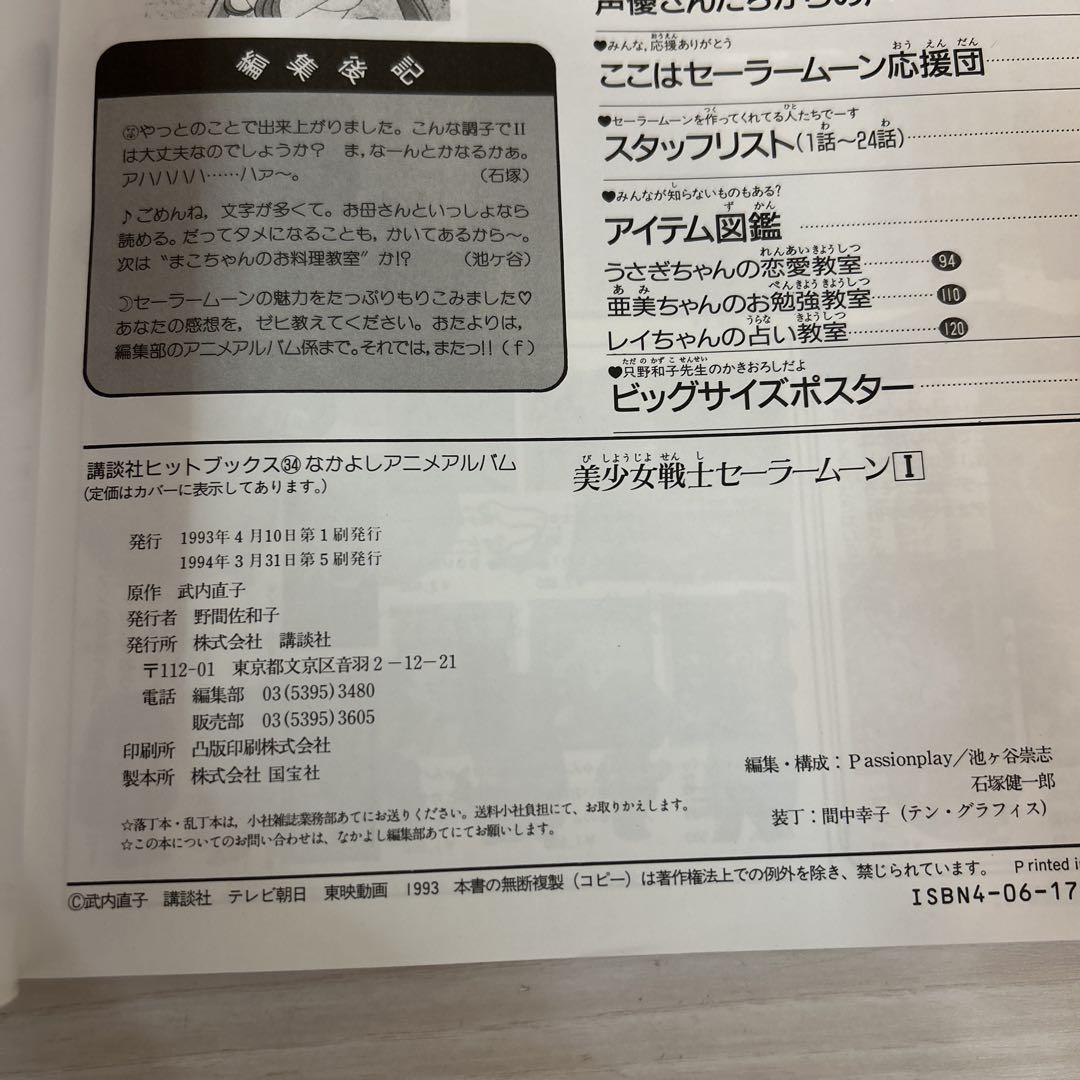 編集後記
やっとのことで出来上がりました。こんな調子でII
は大丈夫なのでしょうか？ ま,なーんとかなるかあ。
アハハハハ……ハァ〜。 （石塚）
♪ごめんね，文字が多くて。お母さんといっしょなら
読める。だってタメになることも，かいてあるから〜。
次は“まこちゃんのお料理教室”か!? （池ケ谷）
☽セーラームーンの魅力をたっぷりもりこみました♡
あなたの感想を，ゼヒ教えてください。おたよりは，
編集部のアニメアルバム係まで。それでは,またっ!!（f）
声優さんたちからの
♥みんな,応援ありがとう
ここはセーラームーン応援団
♥セーラームーンを作ってくれてる人たちでーす
スタッフリスト(1話〜24話)
♥みんなが知らないものもある?
アイテム図鑑
うさぎちゃんの恋愛教室 94
亜美ちゃんのお勉強教室 110
レイちゃんの占い教室 120
♥只野和子先生のかきおろしだよ
ビッグサイズポスター
講談社ヒットブックス㉞なかよしアニメアルバム
(定価はカバーに表示してあります。)
美少女戦士セーラームーン I
発行 1993年4月10日第1刷発行
1994年3月31日第5刷発行
原作 武内直子
発行者 野間佐和子
発行所 株式会社 講談社
〒112-01 東京都文京区音羽2−12−21
電話 編集部 03(5395)3480
販売部 03(5395)3605
印刷所 凸版印刷株式会社
製本所 株式会社 国宝社
編集・構成：Passionplay／池ヶ谷崇志
石塚健一郎
装丁：間中幸子（テン・グラフィス）
☆落丁本・乱丁本は，小社雑誌業務部あてにお送りください。送料小社負担にて、お取りかえします。
☆この本についてのお問い合わせは、なかよし編集部あてにてお願いします。
©武内直子 講談社 テレビ朝日 東映動画 1993 本書の無断複製（コピー）は著作権法上での例外を除き、禁じられています。 Printed in
ISBN4-06-17